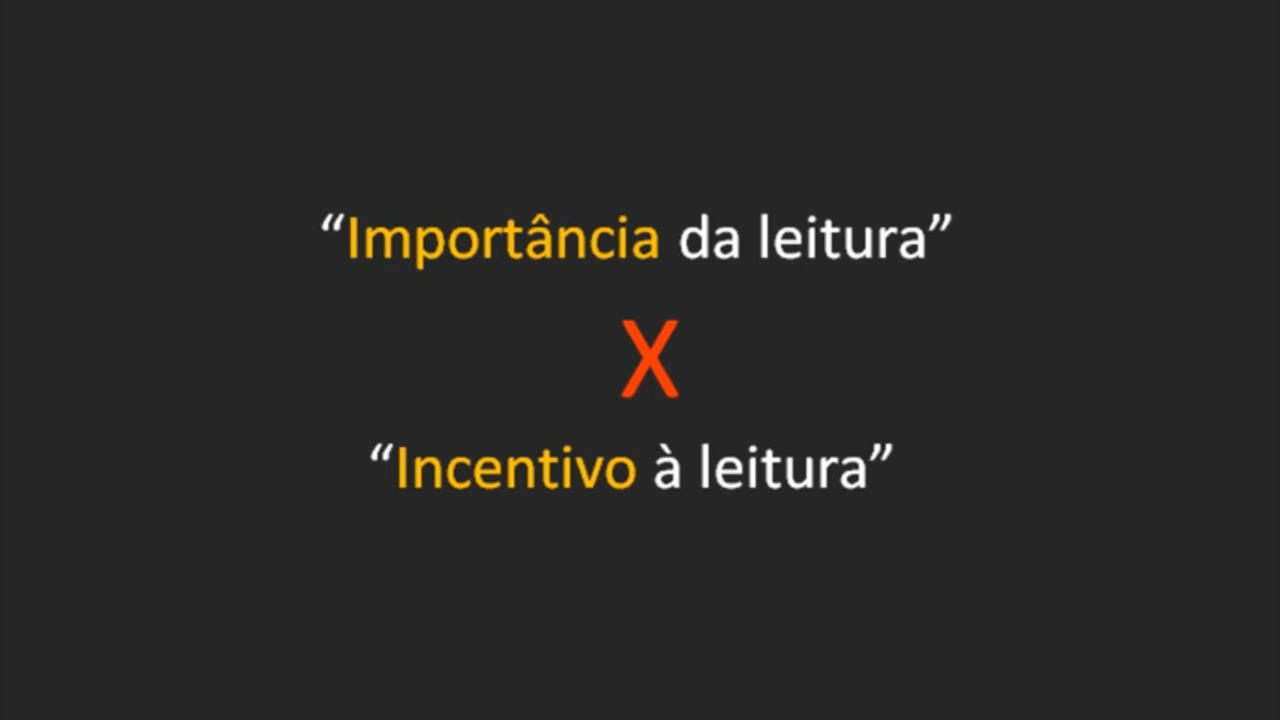 “Importância da leitura”
X
“Incentivo à leitura”